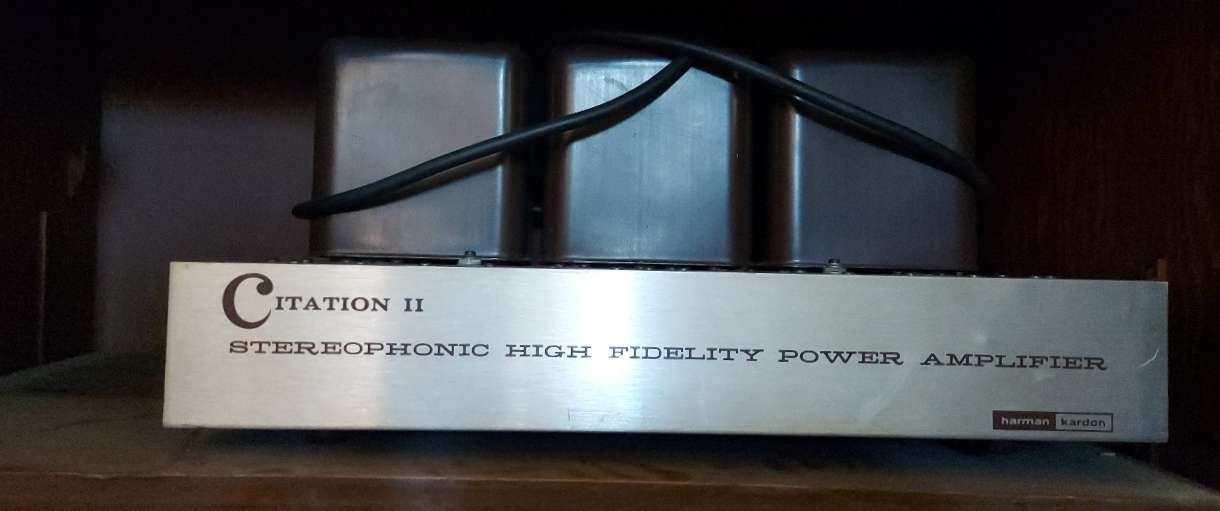 CITATION II
STEREOPHONIC HIGH FIDELITY POWER AMPLIFIER
harman kardon